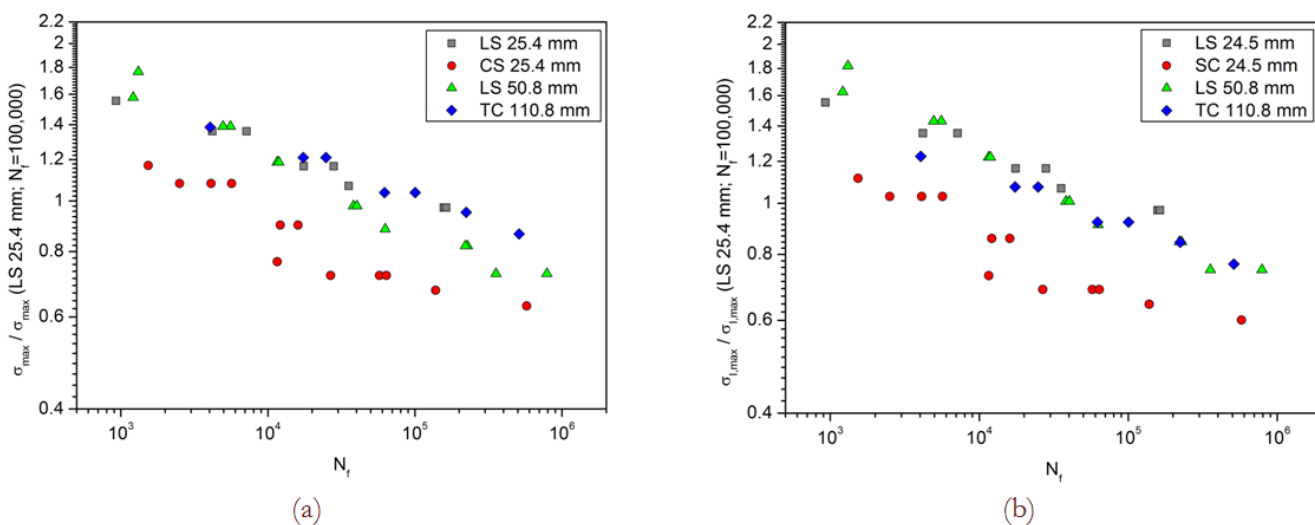 2.2
2
1.8
1.6
1.4
1.2
1
0.8
0.6
0.4
σmax / σmax (LS 25.4 mm; Nf=100,000)
LS 25.4 mm
CS 25.4 mm
LS 50.8 mm
TC 110.8 mm
10³
10⁴
10⁵
10⁶
Nf
(a)
2.2
2
1.8
1.6
1.4
1.2
1
0.8
0.6
0.4
σI,max / σI,max (LS 25.4 mm; Nf=100,000)
LS 24.5 mm
SC 24.5 mm
LS 50.8 mm
TC 110.8 mm
10³
10⁴
10⁵
10⁶
Nf
(b)